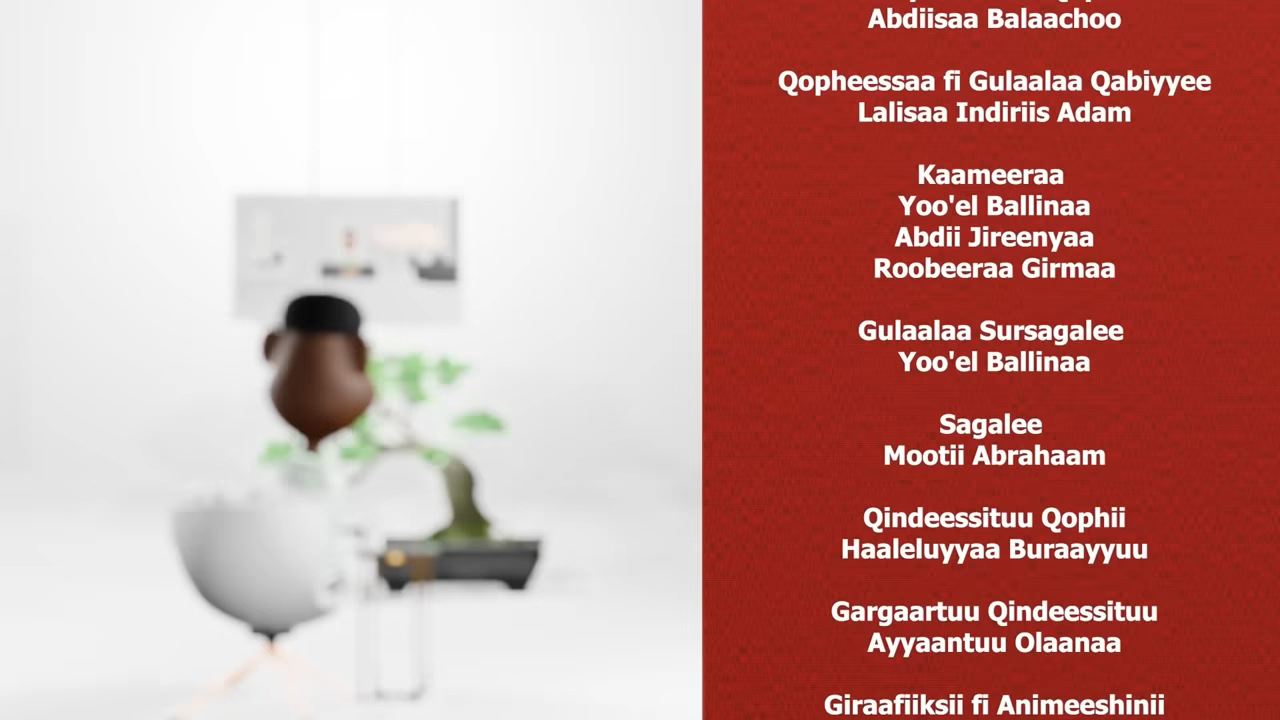 Abdiisaa Balaachoo
Qopheessaa fi Gulaalaa Qabiyyee
Lalisaa Indiriis Adam
Kaameeraa
Yoo'el Ballinaa
Abdii Jireenyaa
Roobeeraa Girmaa
Gulaalaa Sursagalee
Yoo'el Ballinaa
Sagalee
Mootii Abrahaam
Qindeessituu Qophii
Haaleluyyaa Buraayyuu
Gargaartuu Qindeessituu
Ayyaantuu Olaanaa
Giraafiiksii fi Animeeshinii